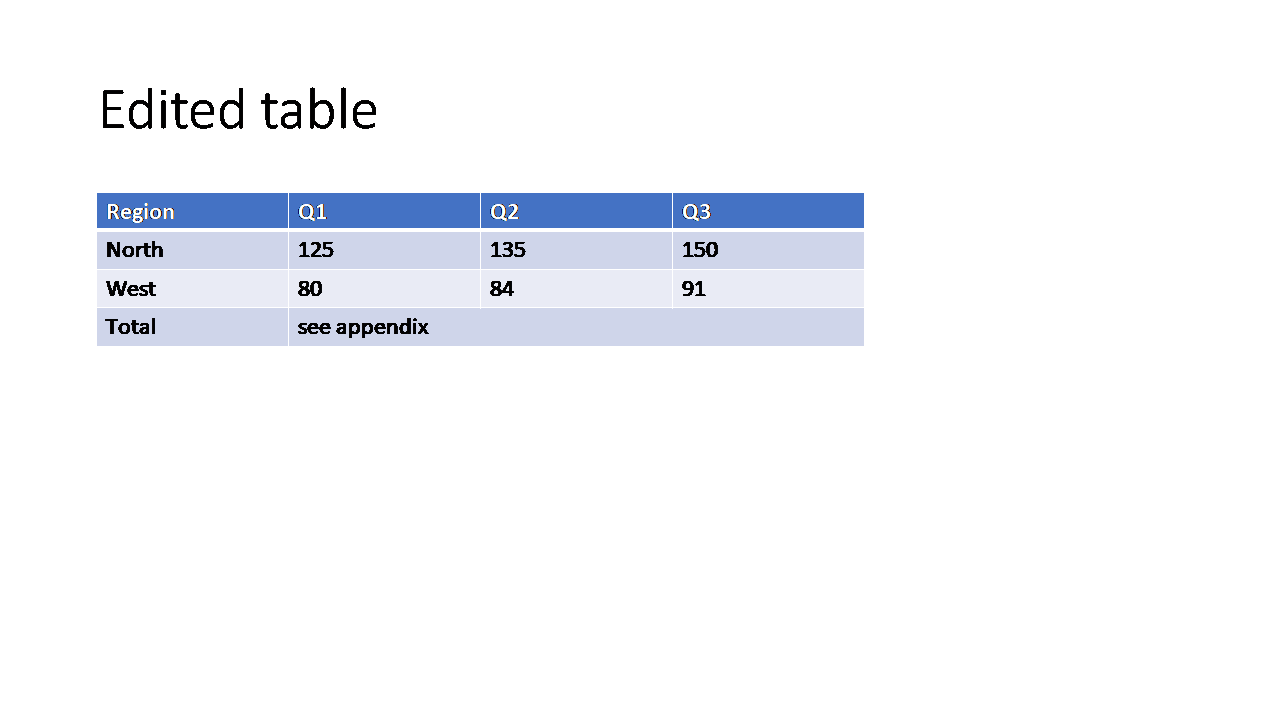 Edited table
Region Q1 Q2 Q3
North 125 135 150
West 80 84 91
Total see appendix